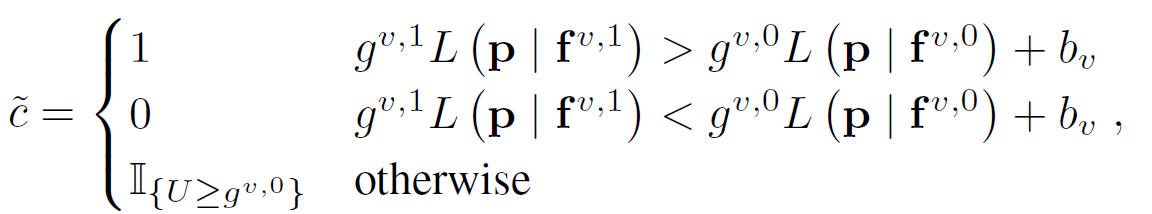 1 g^{v,1} L (p | f^{v,1}) > g^{v,0} L (p | f^{v,0}) + b_v
c̃ = { 0 g^{v,1} L (p | f^{v,1}) < g^{v,0} L (p | f^{v,0}) + b_v ,
𝕀_{{U≥g^{v,0}}} otherwise